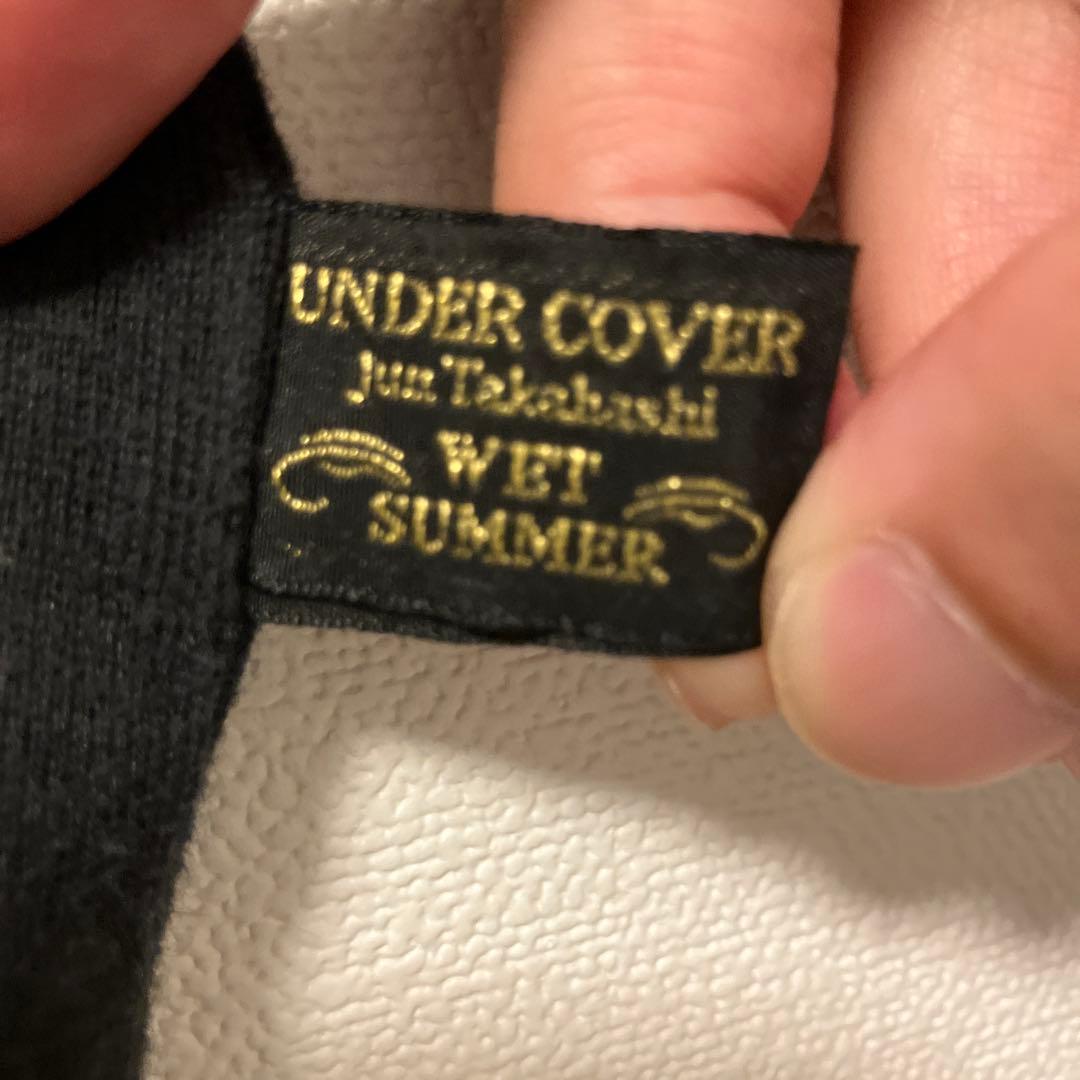 UNDER COVER
Jun Takahashi
WET
SUMMER